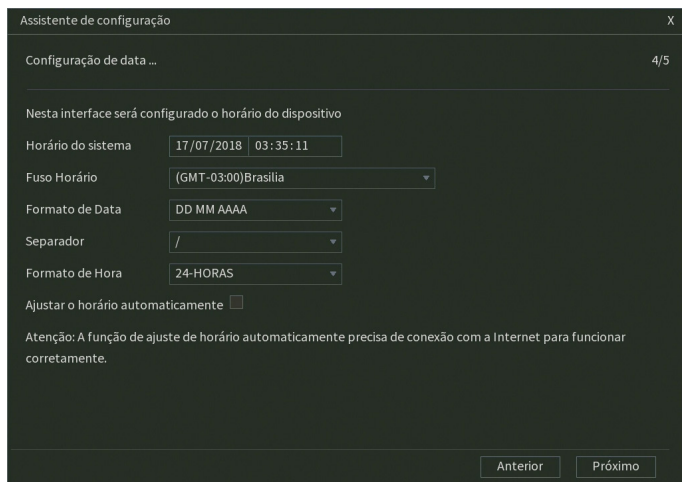 Assistente de configuração X
Configuração de data ... 4/5
Nesta interface será configurado o horário do dispositivo
Horário do sistema 17/07/2018 03:35:11
Fuso Horário (GMT-03:00)Brasilia
Formato de Data DD MM AAAA
Separador /
Formato de Hora 24-HORAS
Ajustar o horário automaticamente
Atenção: A função de ajuste de horário automaticamente precisa de conexão com a Internet para funcionar
corretamente.
Anterior Próximo